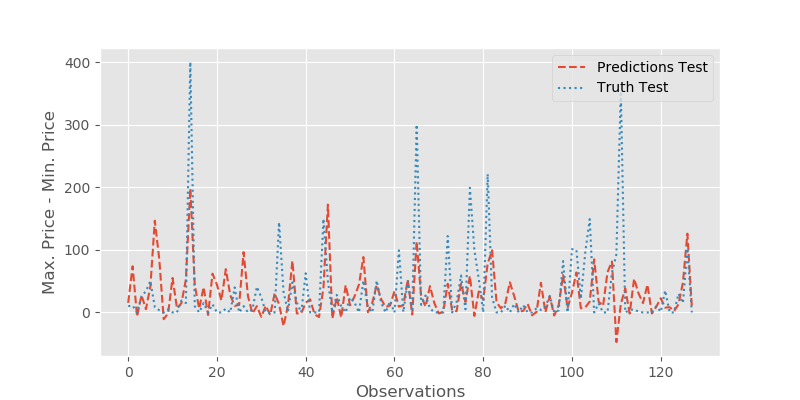 400
300
200
100
0
Max. Price - Min. Price
Predictions Test
Truth Test
0 20 40 60 80 100 120
Observations